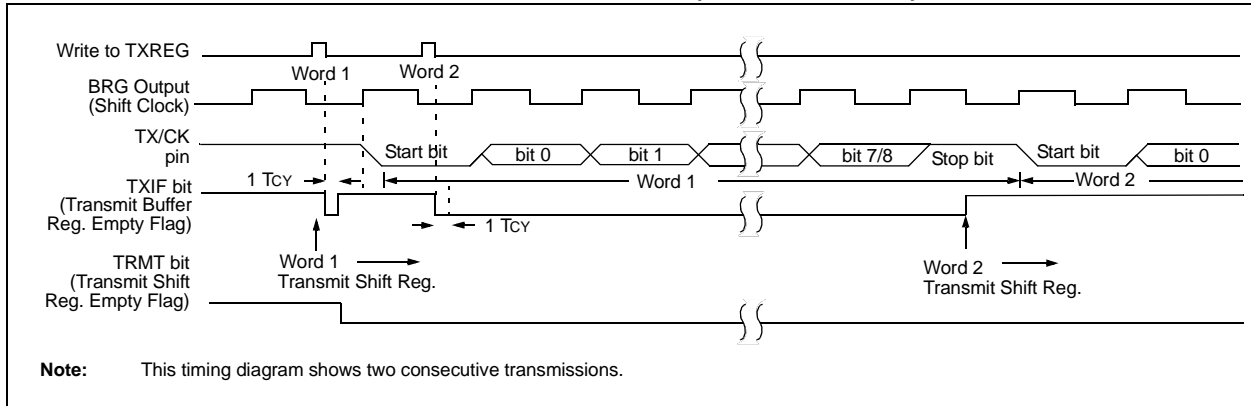 Write to TXREG
Word 1
Word 2
BRG Output
(Shift Clock)
TX/CK
pin
Start bit
bit 0
bit 1
bit 7/8
Stop bit
Start bit
bit 0
1 TCY
Word 1
Word 2
TXIF bit
(Transmit Buffer
Reg. Empty Flag)
1 TCY
Word 1
Transmit Shift Reg.
Word 2
Transmit Shift Reg.
TRMT bit
(Transmit Shift
Reg. Empty Flag)
Note: This timing diagram shows two consecutive transmissions.